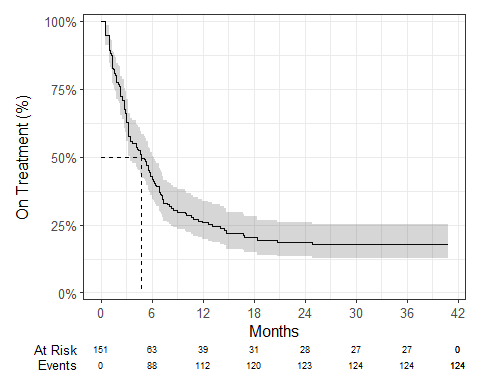 100%
75%
50%
25%
0%
On Treatment (%)
0 6 12 18 24 30 36 42
Months
At Risk 151 63 39 31 28 27 27 0
Events 0 88 112 120 123 124 124 124